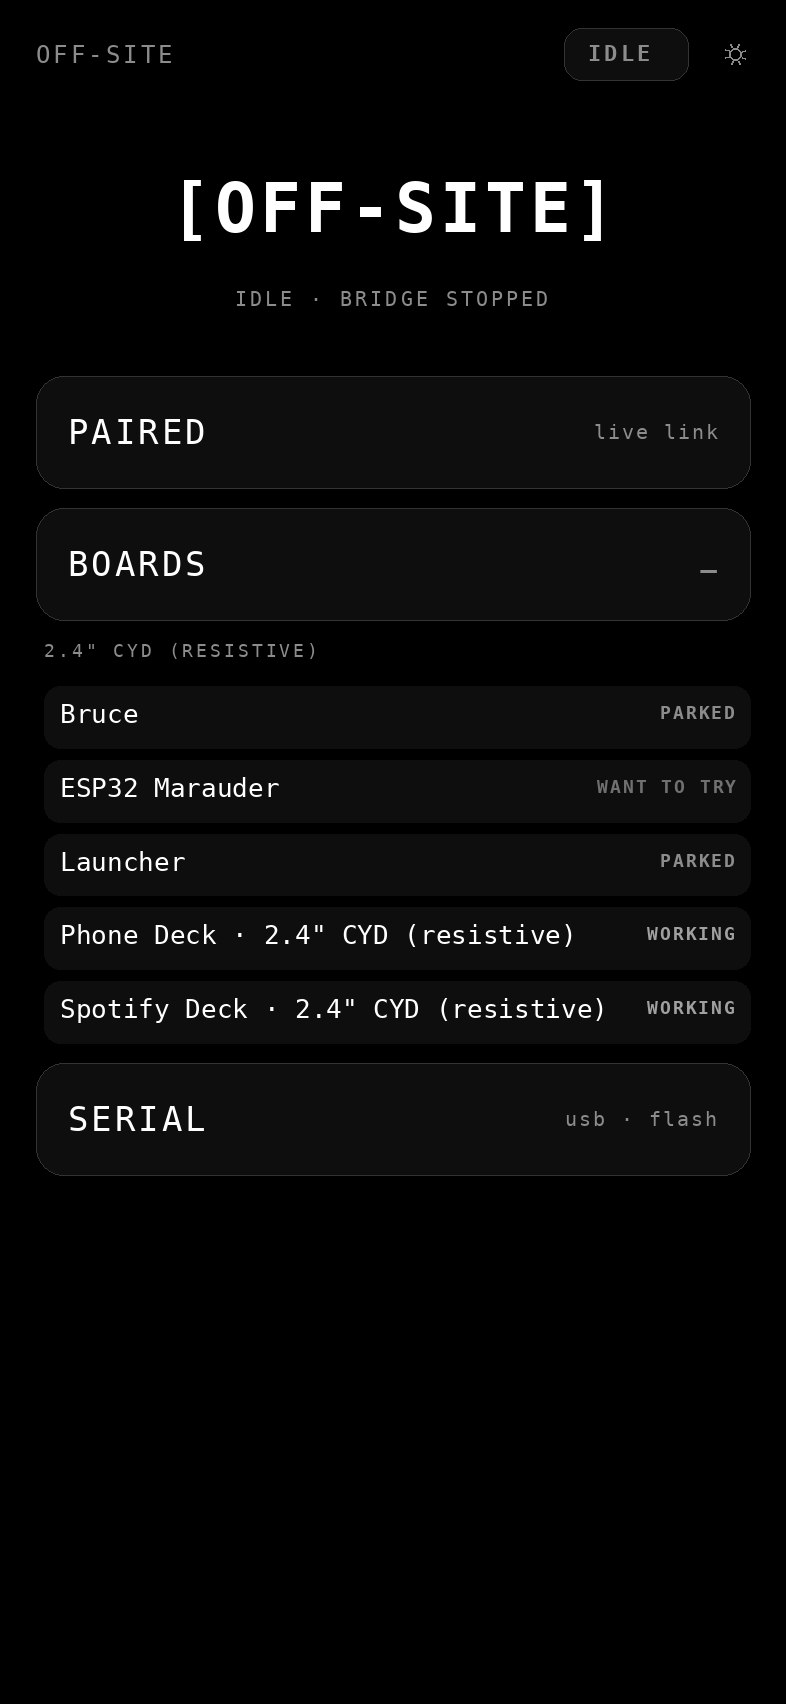 OFF-SITE IDLE
[OFF-SITE]
IDLE · BRIDGE STOPPED
PAIRED live link
BOARDS —
2.4" CYD (RESISTIVE)
Bruce PARKED
ESP32 Marauder WANT TO TRY
Launcher PARKED
Phone Deck · 2.4" CYD (resistive) WORKING
Spotify Deck · 2.4" CYD (resistive) WORKING
SERIAL usb · flash